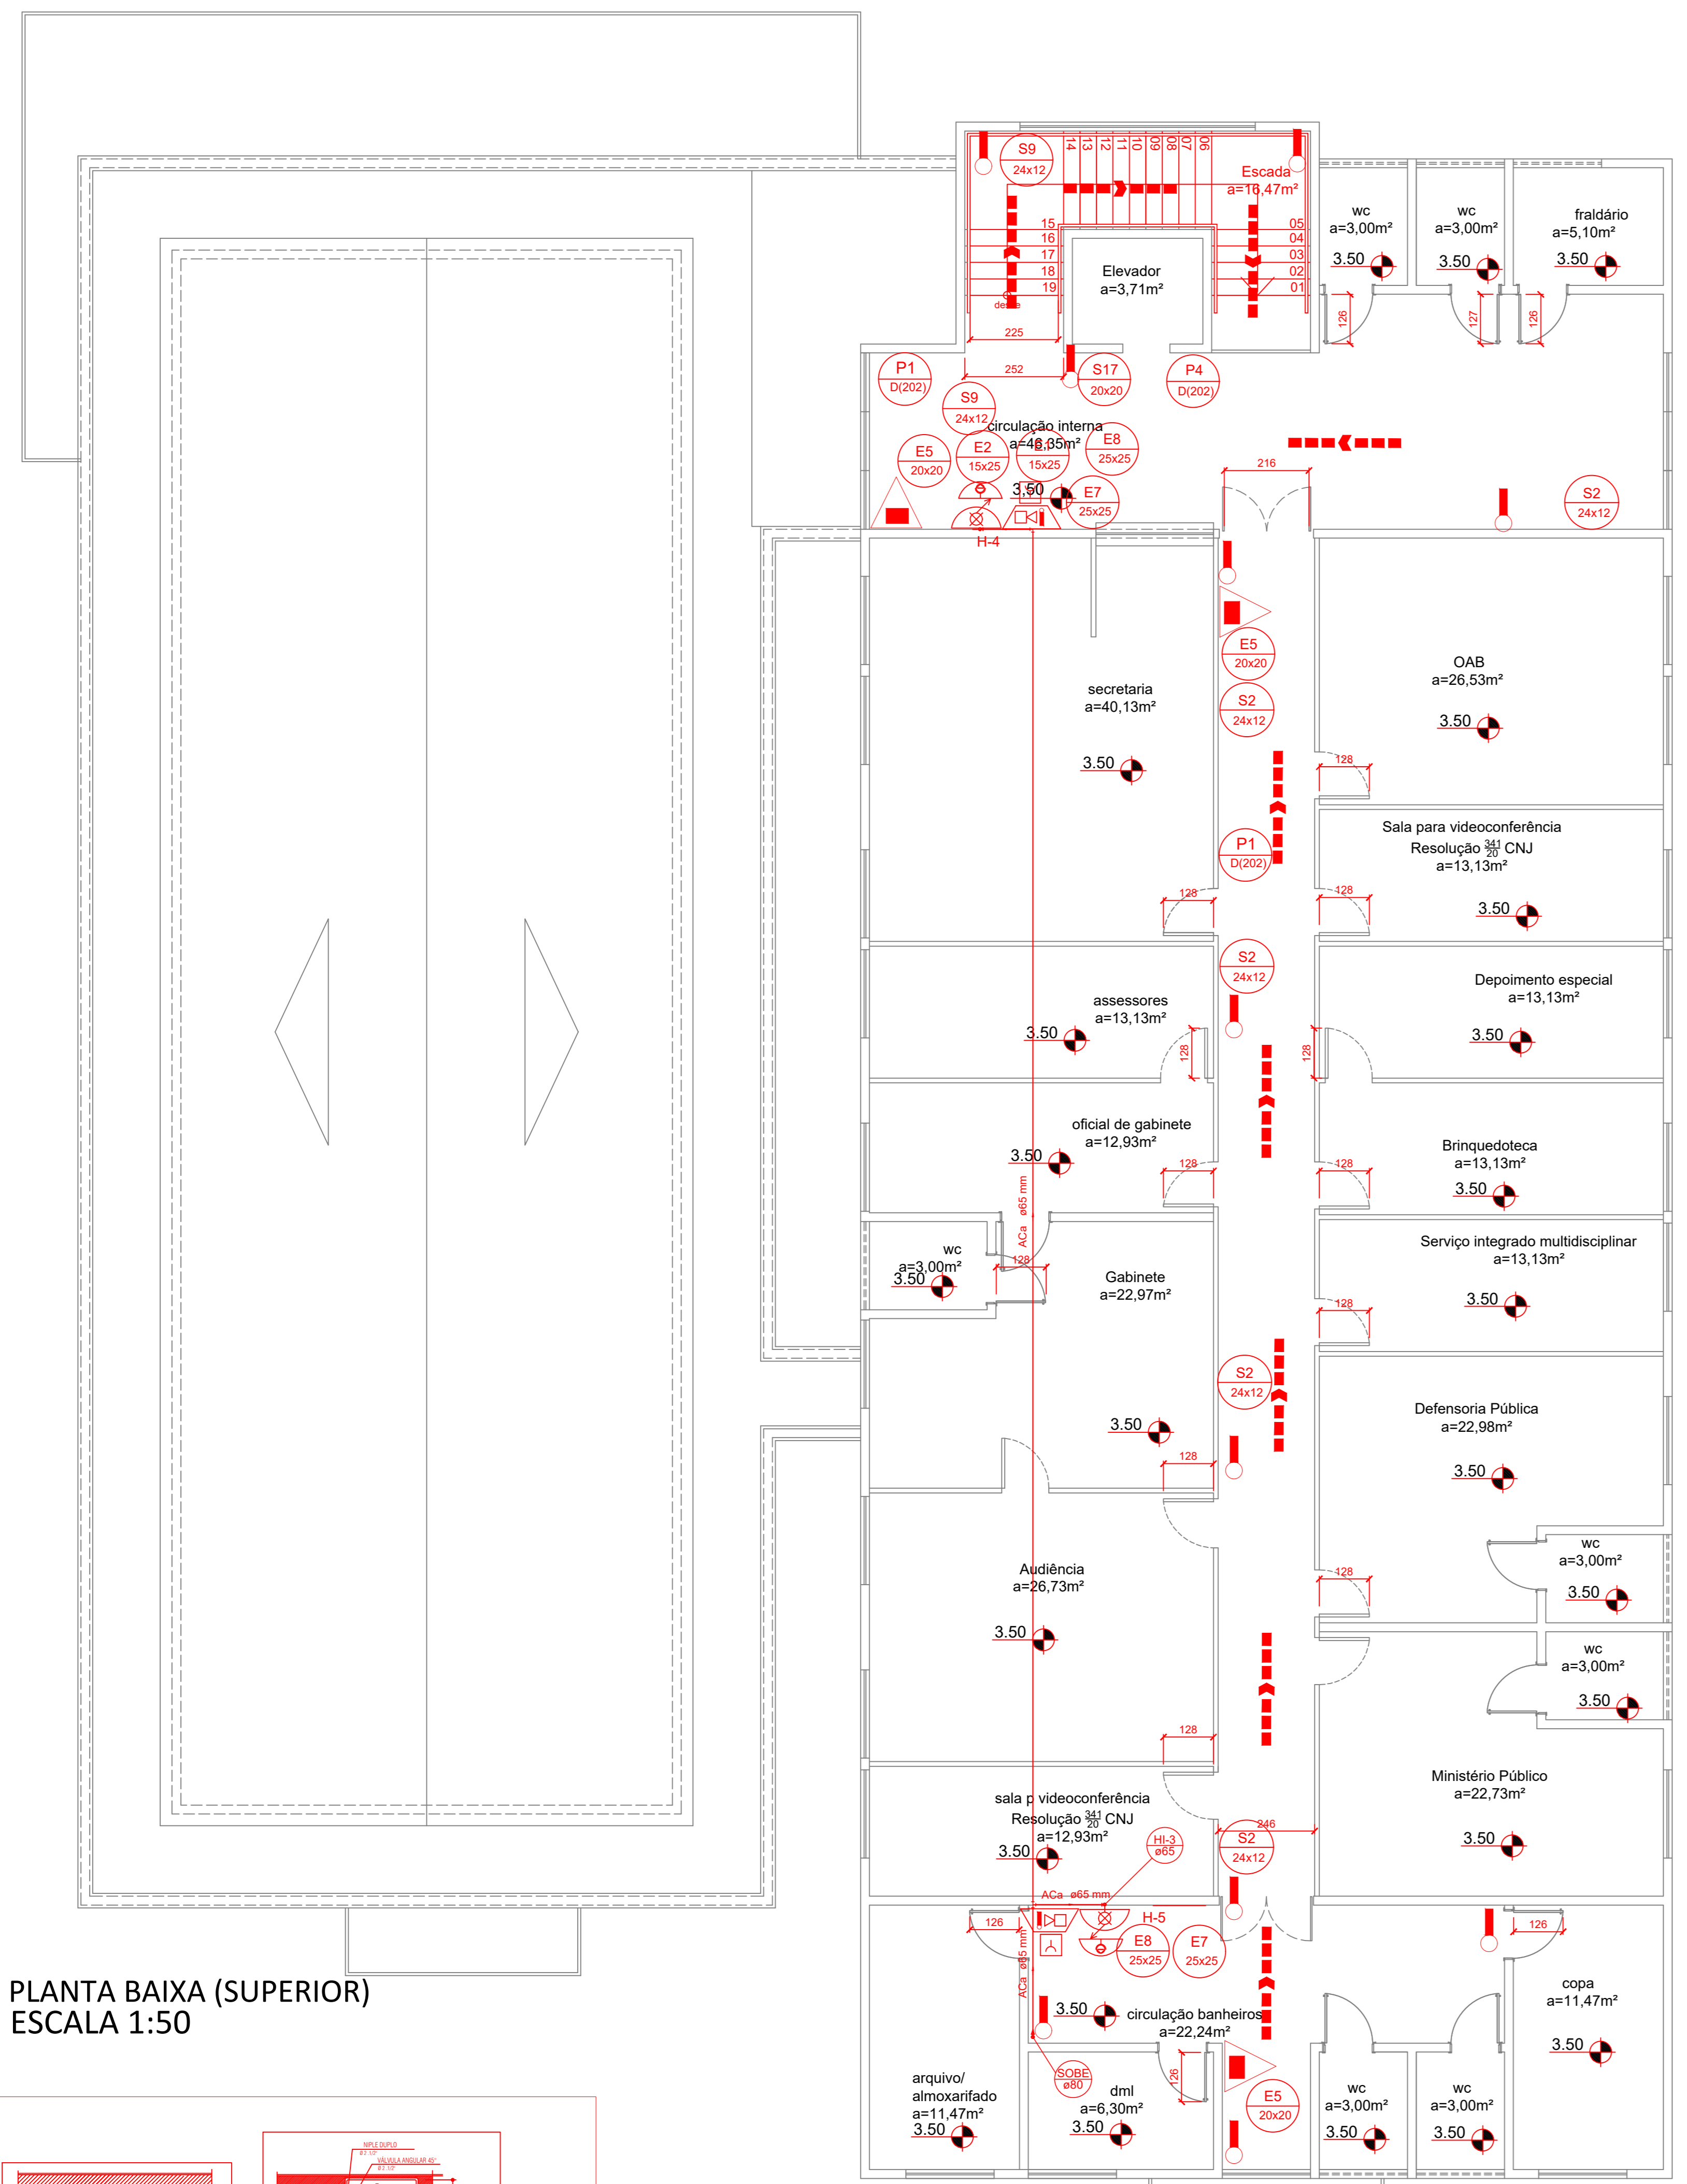 S9
24x12
14
13
12
11
10
09
08
07
06
Escada
a=16,47m²
15
16
17
18
19
05
04
03
02
01
Elevador
a=3,71m²
225
252
wc
a=3,00m²
3.50
wc
a=3,00m²
3.50
fraldário
a=5,10m²
3.50
126
127
126
P1
D(202)
S17
20x20
P4
D(202)
S9
24x12
circulação interna
a=46,35m²
E5
20x20
E2
15x25
15x25
E8
25x25
3,50
E7
25x25
H-4
216
S2
24x12
E5
20x20
S2
24x12
secretaria
a=40,13m²
3.50
OAB
a=26,53m²
3.50
128
Sala para videoconferência
Resolução 341/20 CNJ
a=13,13m²
3.50
P1
D(202)
128
128
S2
24x12
assessores
a=13,13m²
3.50
128
Depoimento especial
a=13,13m²
3.50
128
oficial de gabinete
a=12,93m²
3.50
128
Brinquedoteca
a=13,13m²
3.50
128
ACa ø65 mm
wc
a=3,00m²
3.50
128
Gabinete
a=22,97m²
3.50
Serviço integrado multidisciplinar
a=13,13m²
3.50
128
S2
24x12
Defensoria Pública
a=22,98m²
3.50
128
128
wc
a=3,00m²
3.50
Audiência
a=26,73m²
3.50
wc
a=3,00m²
3.50
128
Ministério Público
a=22,73m²
3.50
sala p videoconferência
Resolução 341/20 CNJ
a=12,93m²
3.50
HI-3
ø65
246
S2
24x12
ACa ø65 mm
H-5
126
E8
25x25
E7
25x25
126
ACa ø65 mm
3.50
circulação banheiros
a=22,24m²
copa
a=11,47m²
3.50
SOBE
ø80
arquivo/
almoxarifado
a=11,47m²
3.50
dml
a=6,30m²
3.50
126
E5
20x20
wc
a=3,00m²
3.50
wc
a=3,00m²
3.50
PLANTA BAIXA (SUPERIOR)
ESCALA 1:50
NIPLE DUPLO
VÁLVULA ANGULAR 45°